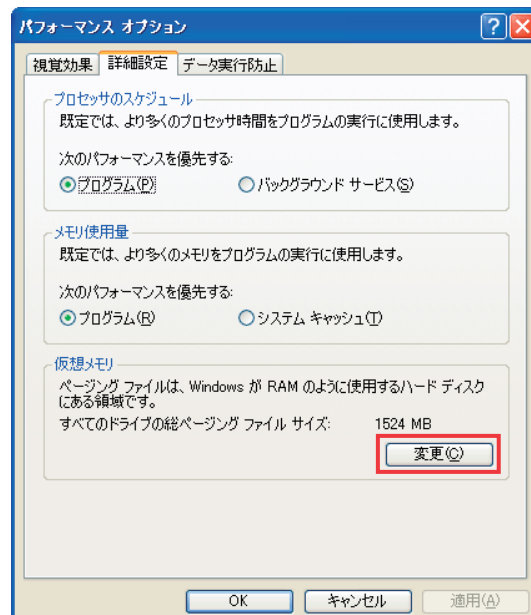 パフォーマンス オプション
視覚効果 詳細設定 データ実行防止
プロセッサのスケジュール
既定では、より多くのプロセッサ時間をプログラムの実行に使用します。
次のパフォーマンスを優先する:
プログラム(P) バックグラウンド サービス(S)
メモリ使用量
既定では、より多くのメモリをプログラムの実行に使用します。
次のパフォーマンスを優先する:
プログラム(R) システム キャッシュ(T)
仮想メモリ
ページング ファイルは、Windows が RAM のように使用するハード ディスク
にある領域です。
すべてのドライブの総ページング ファイル サイズ: 1524 MB
変更(C)
OK キャンセル 適用(A)